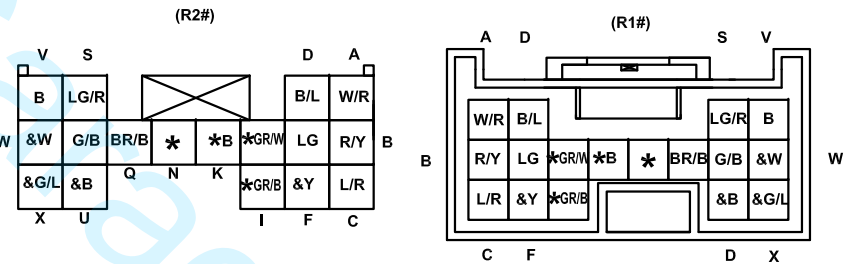 (R2#)
V S D A
B LG/R B/L W/R
W &W G/B BR/B * *B *GR/W LG R/Y B
Q N K
&G/L &B *GR/B &Y L/R
X U I F C
(R1#)
A D S V
W/R B/L LG/R B
B R/Y LG *GR/W *B * BR/B G/B &W W
L/R &Y *GR/B &B &G/L
C F D X